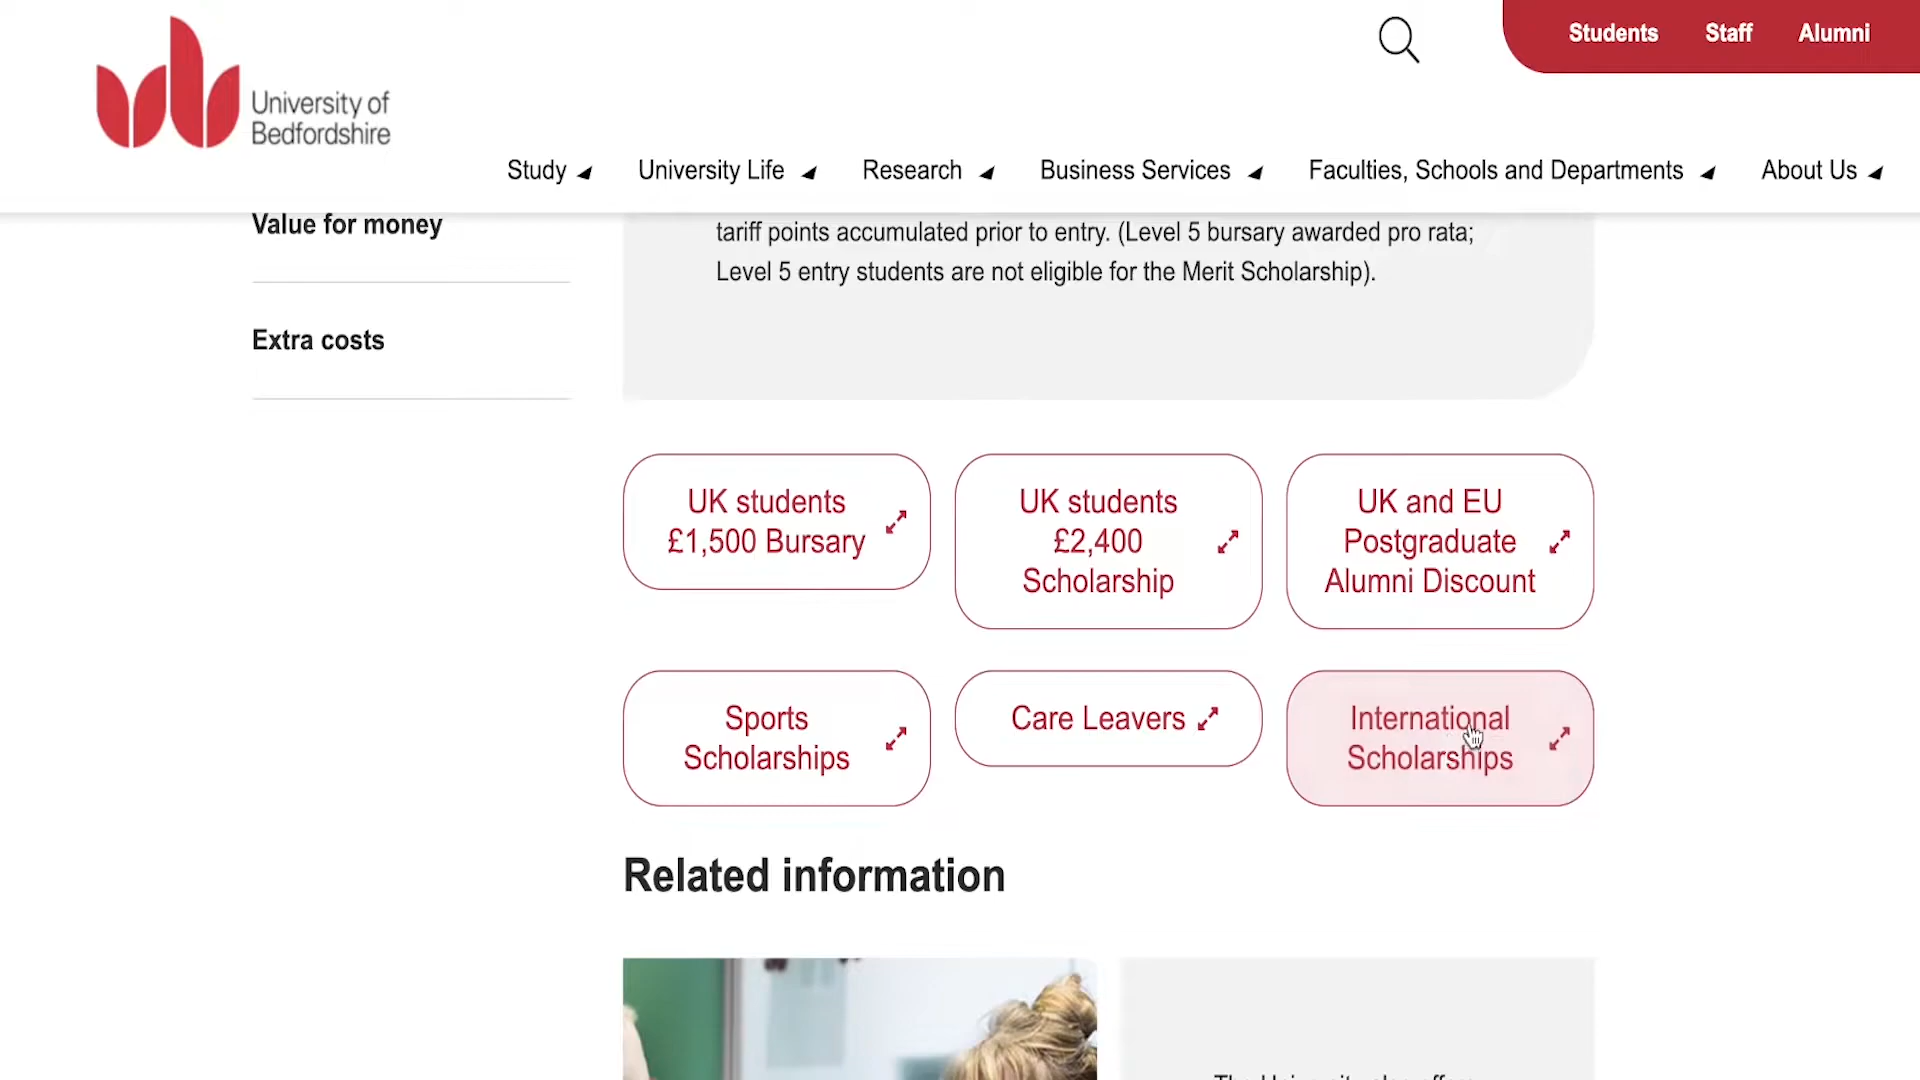 Students Staff Alumni
University of
Bedfordshire
Study University Life Research Business Services Faculties, Schools and Departments About Us
Value for money
Extra costs
tariff points accumulated prior to entry. (Level 5 bursary awarded pro rata;
Level 5 entry students are not eligible for the Merit Scholarship).
UK students
£1,500 Bursary
UK students
£2,400
Scholarship
UK and EU
Postgraduate
Alumni Discount
Sports
Scholarships
Care Leavers
International
Scholarships
Related information